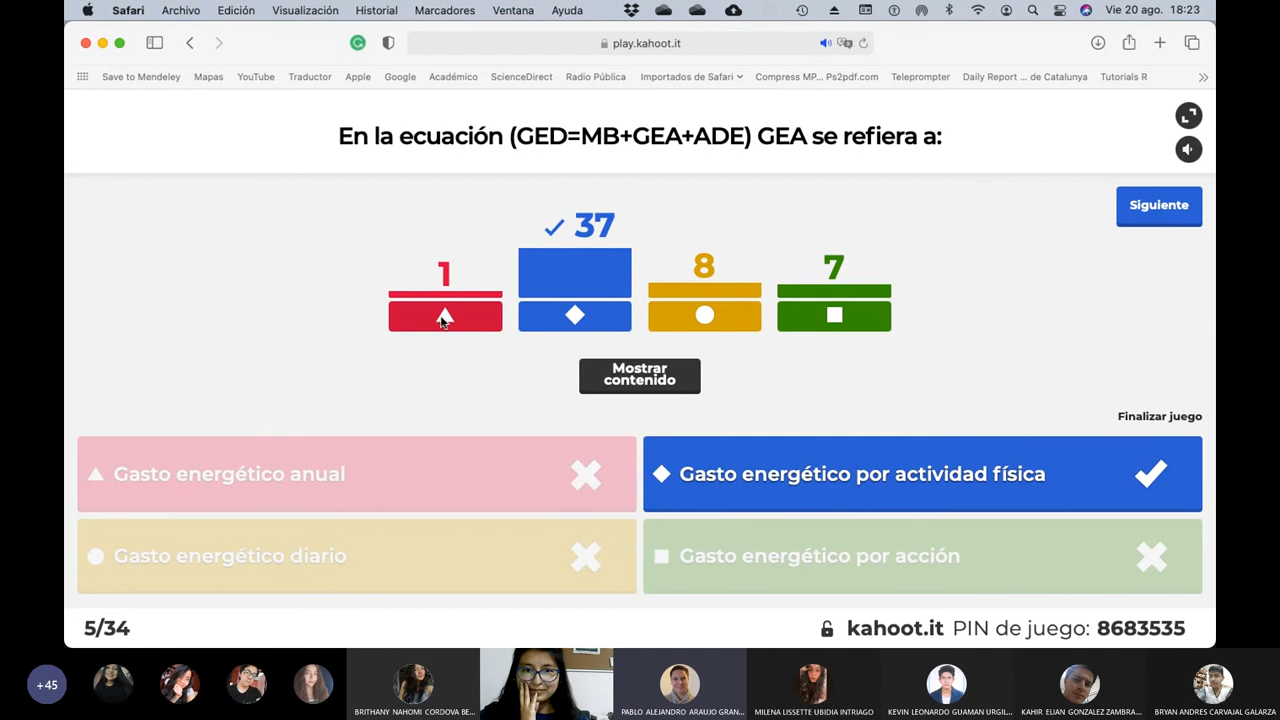 Safari Archivo Edición Visualización Historial Marcadores Ventana Ayuda Vie 20 ago. 18:23
play.kahoot.it
Save to Mendeley Mapas YouTube Traductor Apple Google Académico ScienceDirect Radio Pública Importados de Safari Compress MP... Ps2pdf.com Teleprompter Daily Report ... de Catalunya Tutorials R
En la ecuación (GED=MB+GEA+ADE) GEA se refiera a:
Siguiente
1 37 8 7
Mostrar
contenido
Finalizar juego
Gasto energético anual
Gasto energético por actividad física
Gasto energético diario
Gasto energético por acción
5/34
kahoot.it PIN de juego: 8683535
+45
BRITHANY NAHOMI CORDOVA BE... PABLO ALEJANDRO ARAUJO GRAN... MILENA LISSETTE UBIDIA INTRIAGO KEVIN LEONARDO GUAMAN URGIL... KAHIR ELIAN GONZALEZ ZAMBRA... BRYAN ANDRES CARVAJAL GALARZA